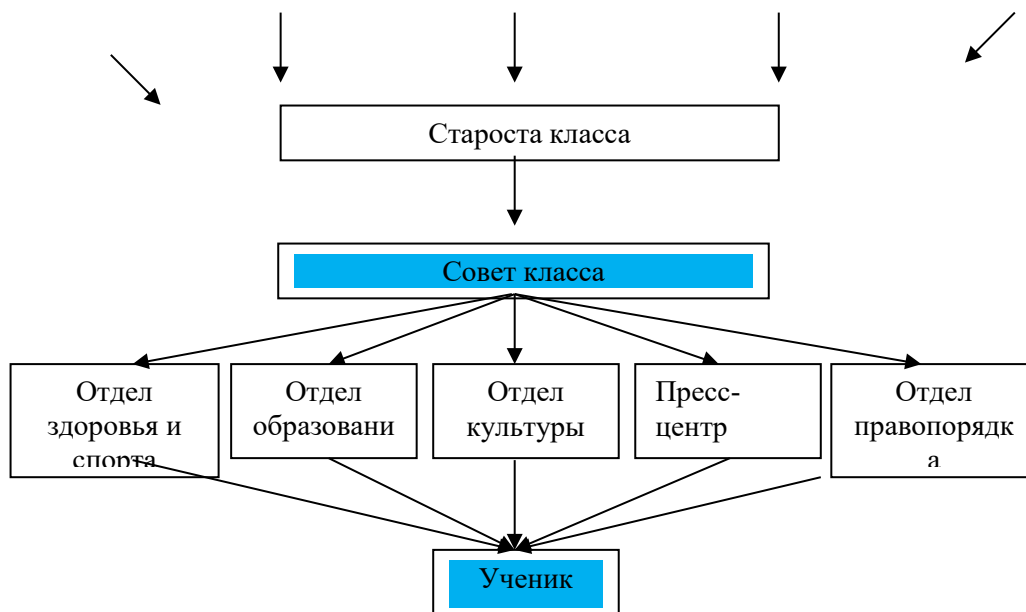 Староста класса
Совет класса
Отдел
здоровья и
спорта
Отдел
образовани
Отдел
культуры
Пресс-
центр
Отдел
правопорядк
а
Ученик